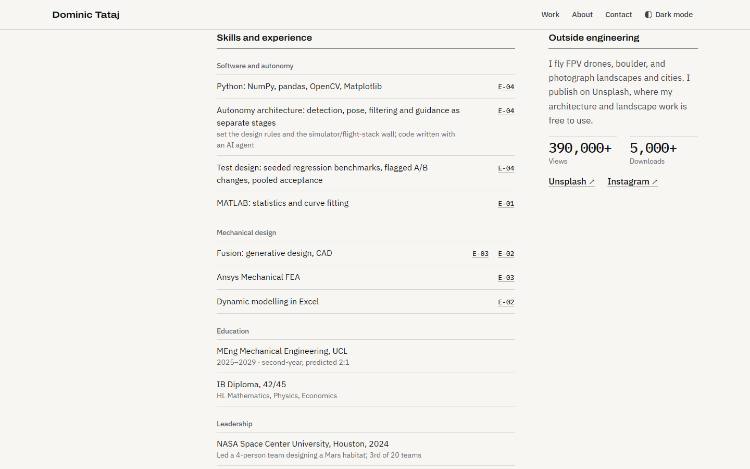 Dominic Tataj
Work
About
Contact
Dark mode
Skills and experience
Software and autonomy
Python: NumPy, pandas, OpenCV, Matplotlib
E-04
Autonomy architecture: detection, pose, filtering and guidance as
separate stages
E-04
set the design rules and the simulator/flight-stack wall; code written with
an AI agent
Test design: seeded regression benchmarks, flagged A/B
changes, pooled acceptance
E-04
MATLAB: statistics and curve fitting
E-01
Mechanical design
Fusion: generative design, CAD
E-03 E-02
Ansys Mechanical FEA
E-03
Dynamic modelling in Excel
E-02
Education
MEng Mechanical Engineering, UCL
2025–2029 · second-year, predicted 2:1
IB Diploma, 42/45
HL Mathematics, Physics, Economics
Leadership
NASA Space Center University, Houston, 2024
Led a 4-person team designing a Mars habitat; 3rd of 20 teams
Outside engineering
I fly FPV drones, boulder, and
photograph landscapes and cities. I
publish on Unsplash, where my
architecture and landscape work is
free to use.
390,000+
Views
5,000+
Downloads
Unsplash ↗
Instagram ↗